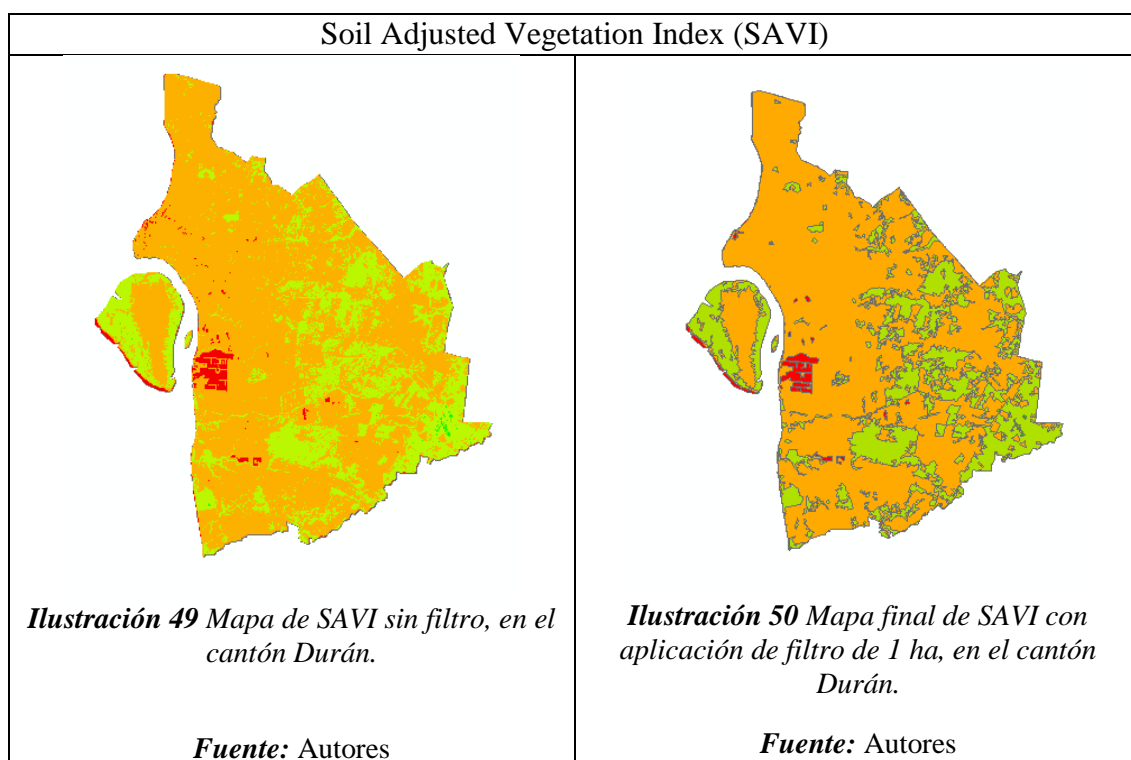 Soil Adjusted Vegetation Index (SAVI)
Ilustración 49 Mapa de SAVI sin filtro, en el
cantón Durán.
Fuente: Autores
Ilustración 50 Mapa final de SAVI con
aplicación de filtro de 1 ha, en el cantón
Durán.
Fuente: Autores